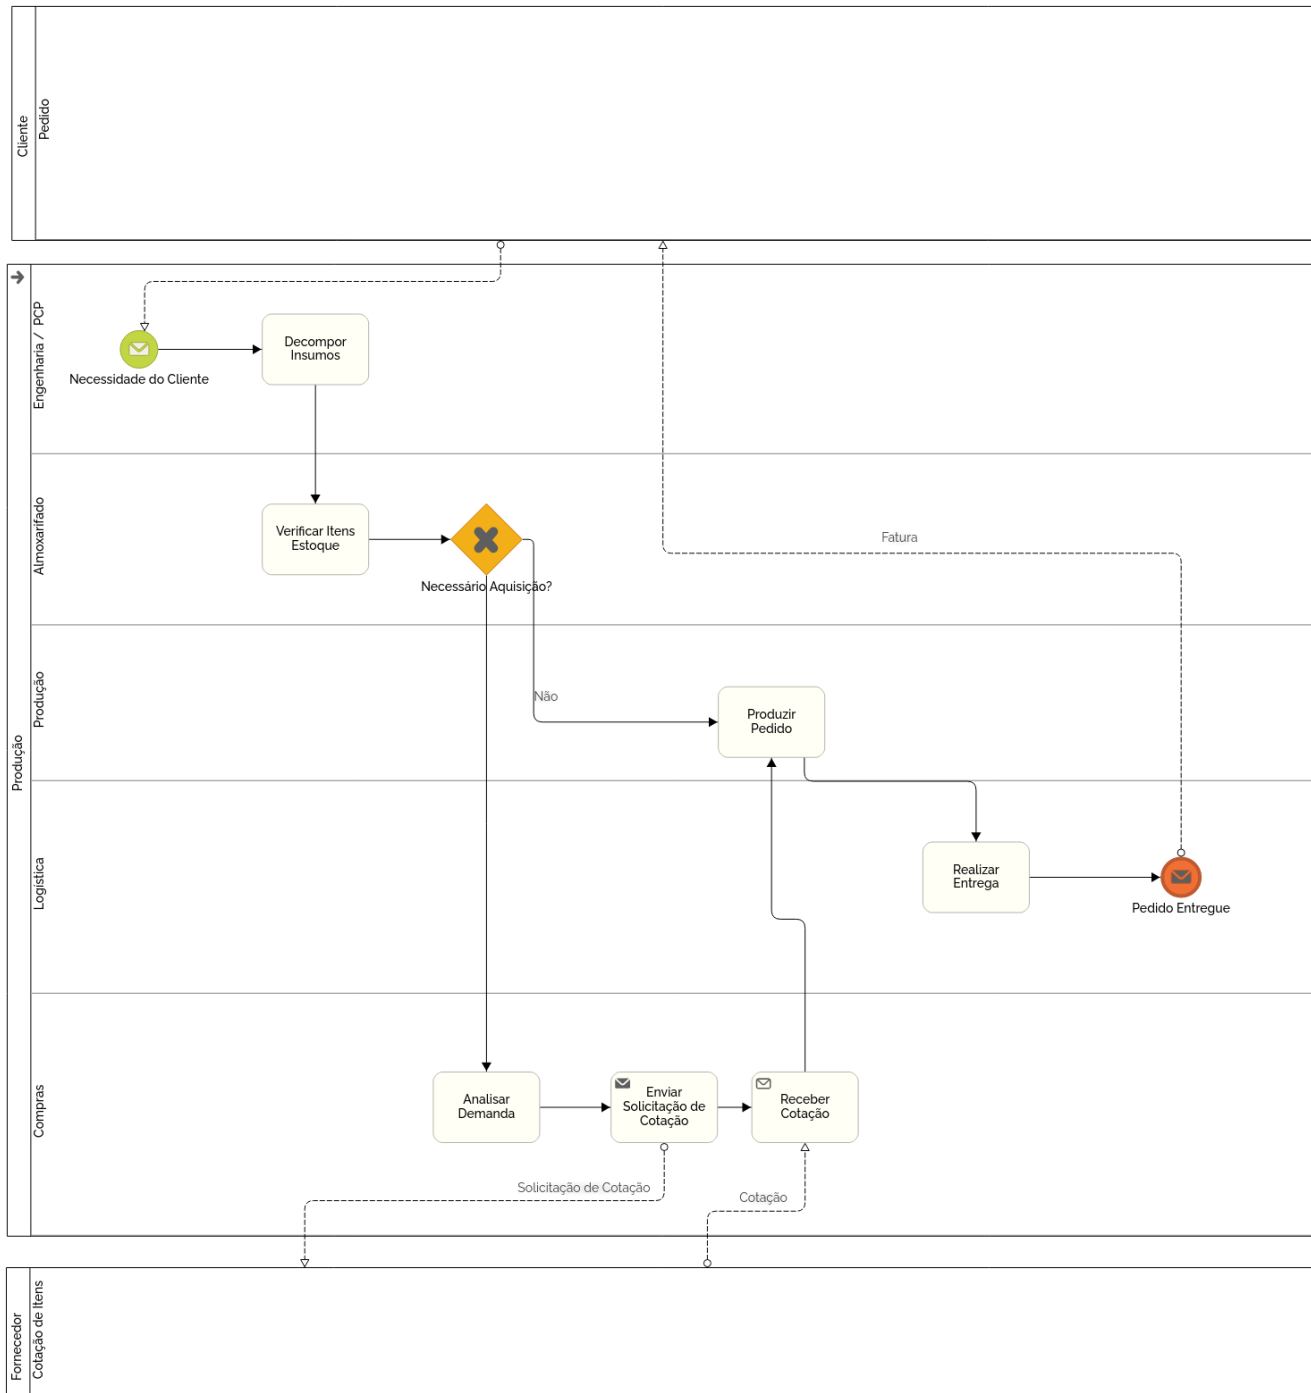 Cliente
Pedido
Produção
Engenharia / PCP
Necessidade do Cliente
Decompor
Insumos
Almoxarifado
Verificar Itens
Estoque
Necessário Aquisição?
Fatura
Produção
Não
Produzir
Pedido
Logística
Realizar
Entrega
Pedido Entregue
Compras
Analisar
Demanda
Enviar
Solicitação de
Cotação
Receber
Cotação
Solicitação de Cotação
Cotação
Fornecedor
Cotação de Itens